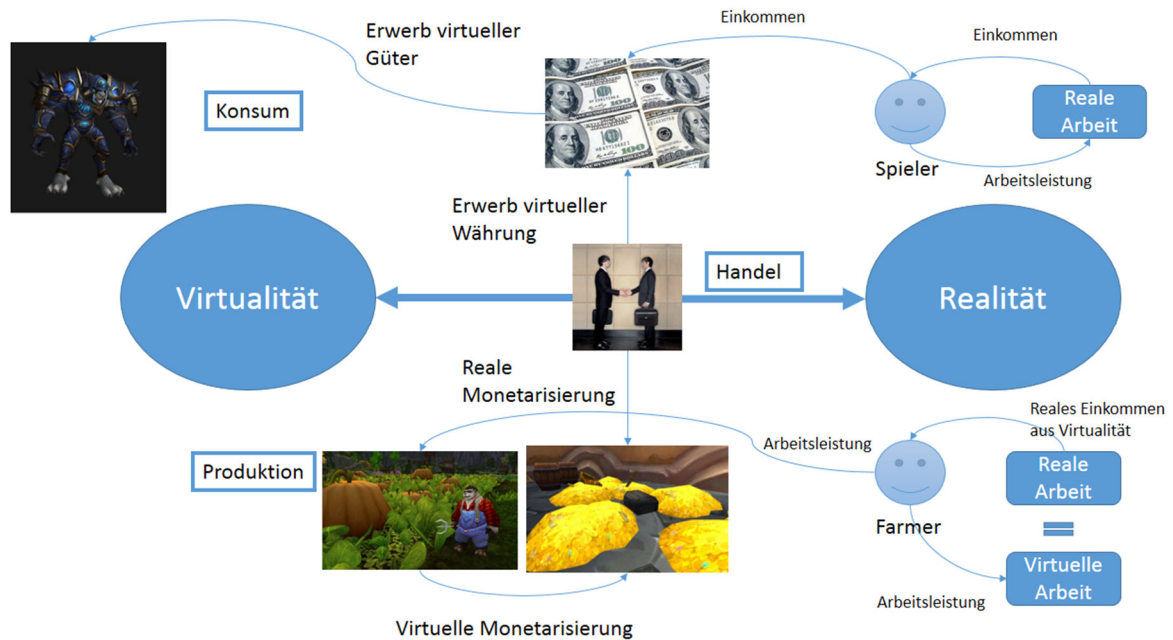 Erwerb virtueller
Güter
Einkommen
Einkommen
Konsum
Reale
Arbeit
Spieler
Arbeitsleistung
Erwerb virtueller
Währung
Virtualität
Handel
Realität
Reale
Monetarisierung
Reales Einkommen
aus Virtualität
Arbeitsleistung
Produktion
Reale
Arbeit
Farmer
Virtuelle
Arbeit
Arbeitsleistung
Virtuelle Monetarisierung